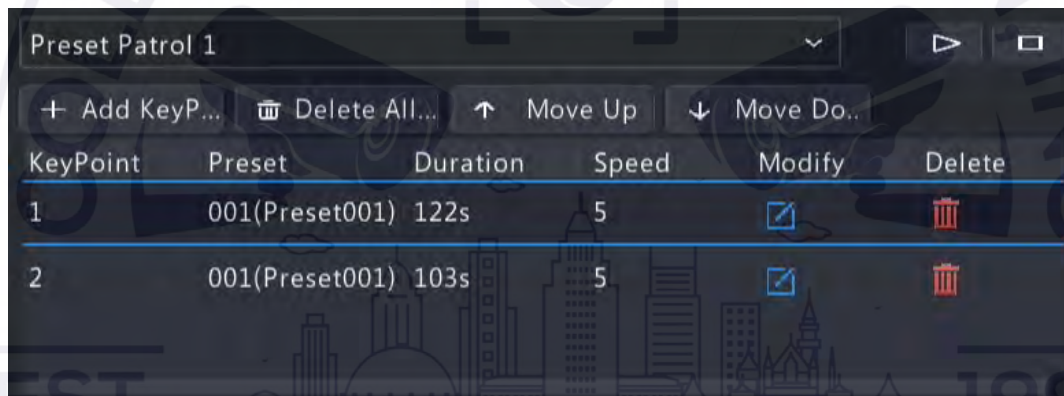 Preset Patrol 1
+ Add KeyP... Delete All... ↑ Move Up ↓ Move Do..
KeyPoint Preset Duration Speed Modify Delete
1 001(Preset001) 122s 5
2 001(Preset001) 103s 5